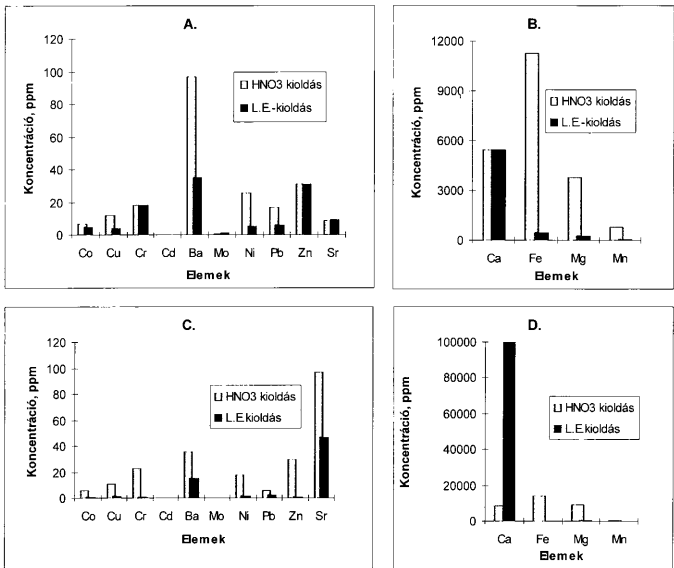 A.
Koncentráció, ppm
120
100
80
60
40
20
0
HNO3 kioldás
L.E.-kioldás
Co Cu Cr Cd Ba Mo Ni Pb Zn Sr
Elemek
B.
Koncentráció, ppm
12000
9000
6000
3000
0
HNO3 kioldás
L.E.-kioldás
Ca Fe Mg Mn
Elemek
C.
Koncentráció, ppm
120
100
80
60
40
20
0
HNO3 kioldás
L.E.kioldás
Co Cu Cr Cd Ba Mo Ni Pb Zn Sr
Elemek
D.
Koncentráció, ppm
100000
80000
60000
40000
20000
0
HNO3 kioldás
L.E.kioldás
Ca Fe Mg Mn
Elemek